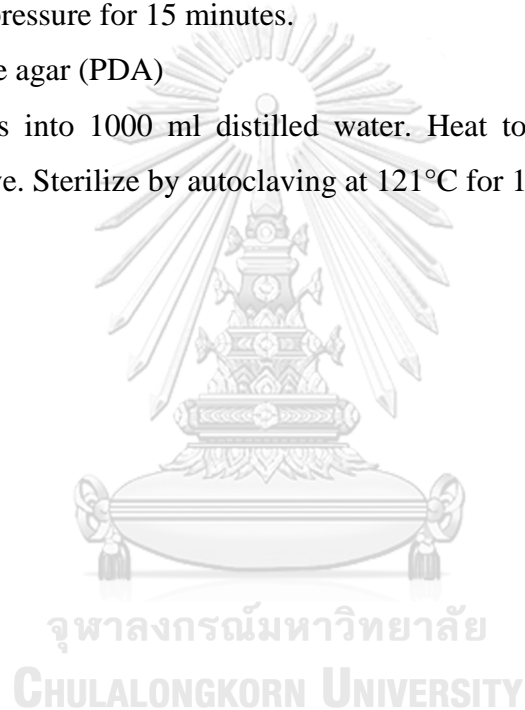 pressure for 15 minutes.
e agar (PDA)
s into 1000 ml distilled water. Heat to
ve. Sterilize by autoclaving at 121°C for 1
จุฬาลงกรณ์มหาวิทยาลัย
CHULALONGKORN UNIVERSITY